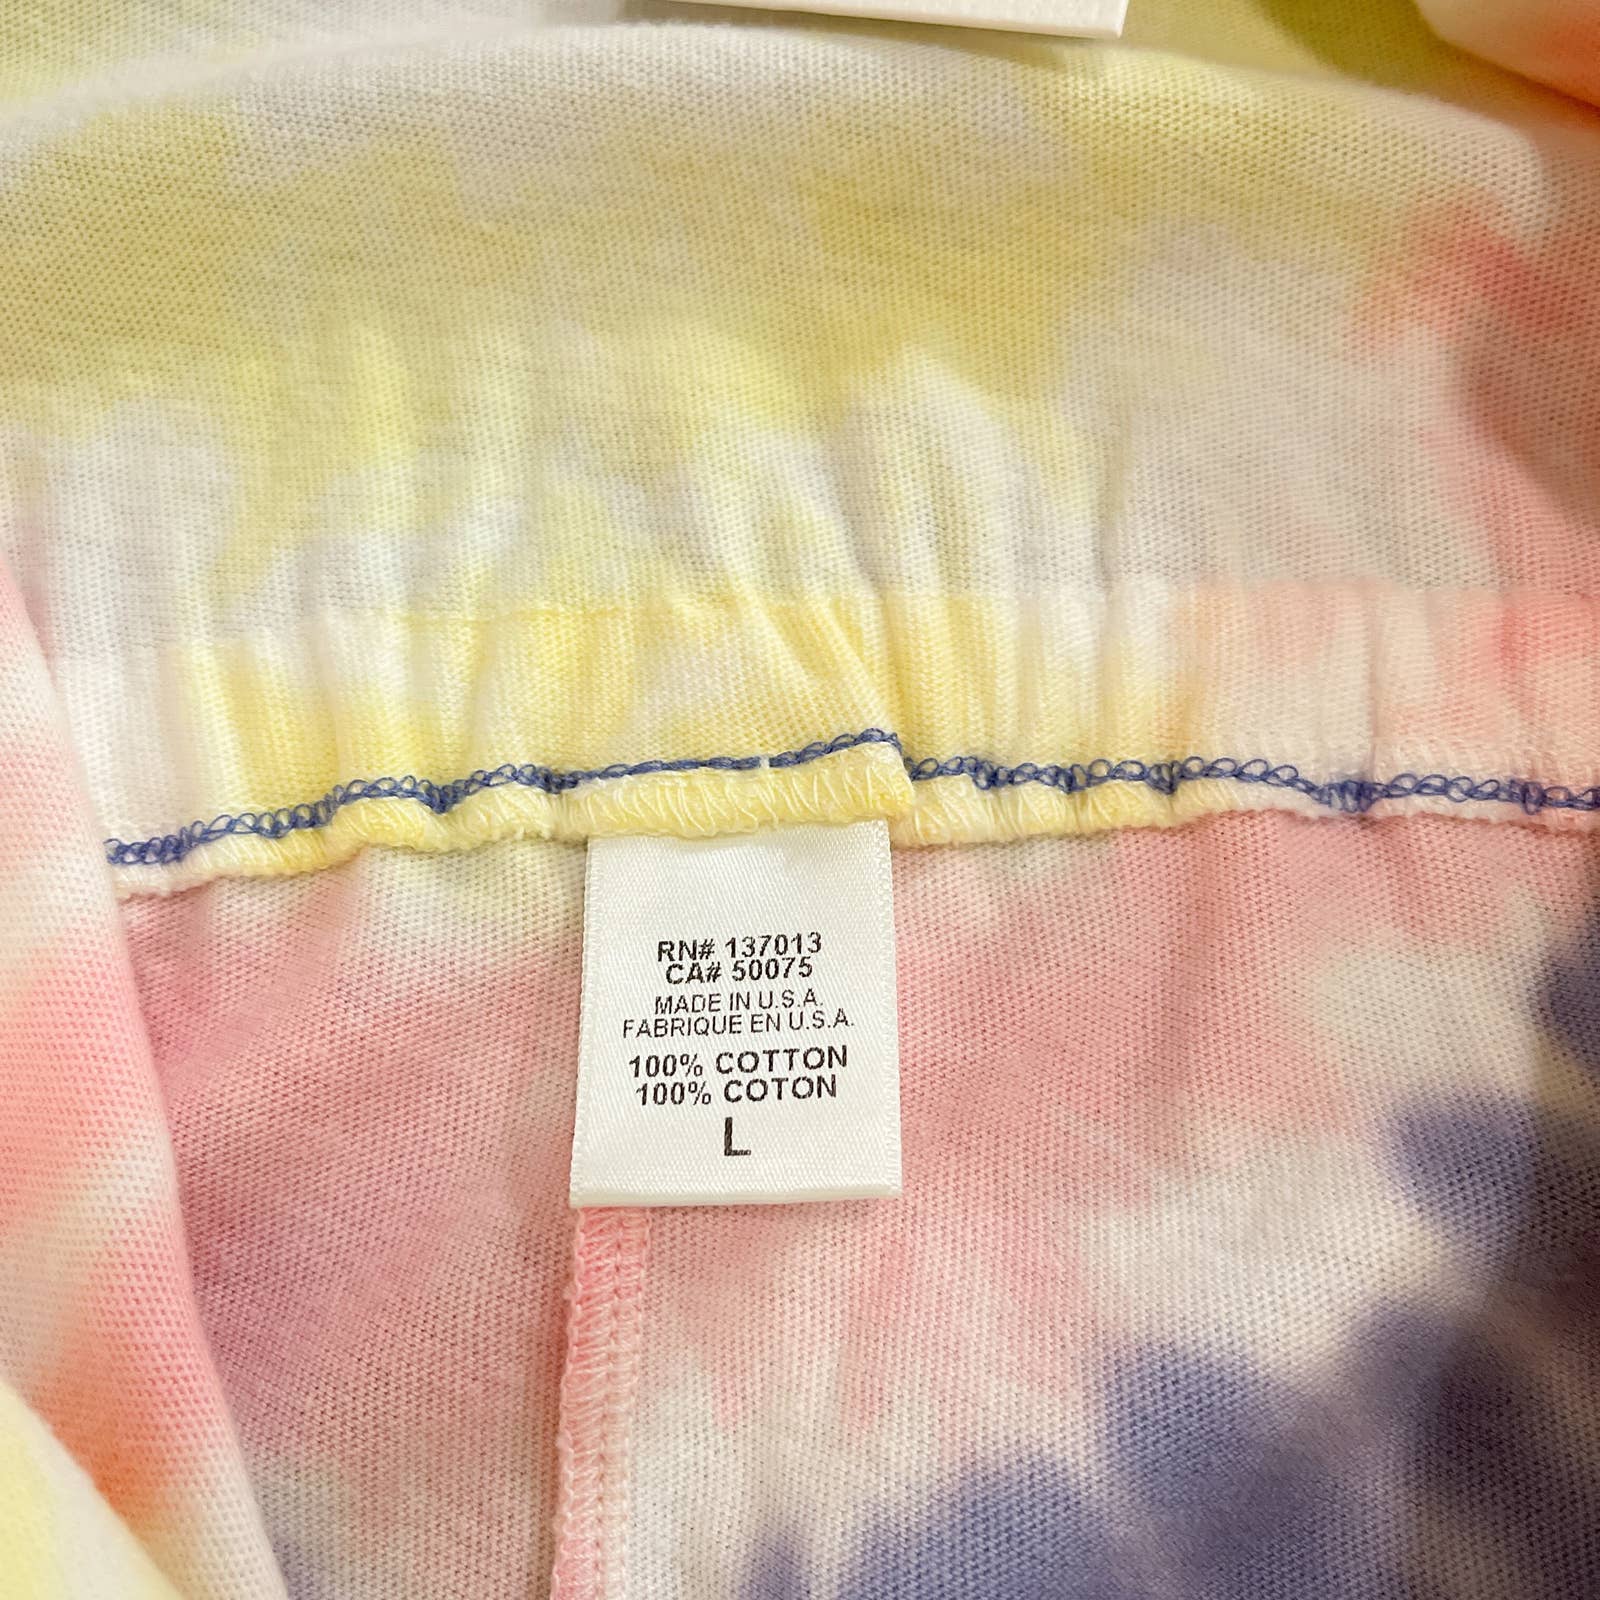 RN# 137013
CA# 50075
MADE IN U.S.A.
FABRIQUE EN U.S.A.
100% COTTON
100% COTON
L